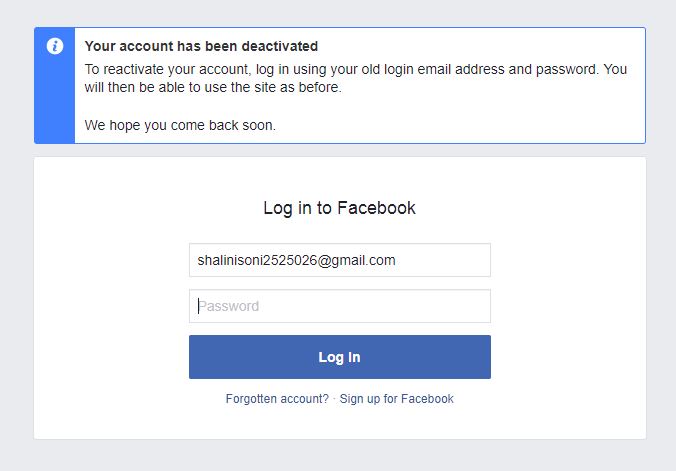 Your account has been deactivated
To reactivate your account, log in using your old login email address and password. You
will then be able to use the site as before.
We hope you come back soon.
Log in to Facebook
shalinisoni2525026@gmail.com
Password
Log In
Forgotten account? · Sign up for Facebook